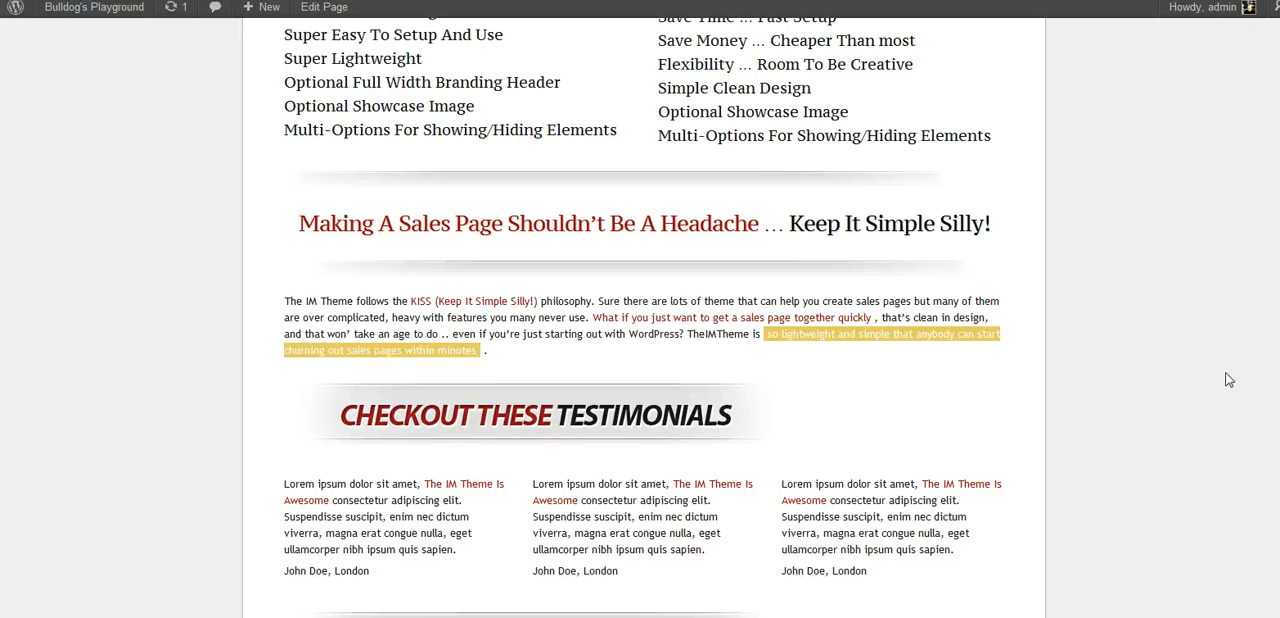 Bulldog's Playground 1 New Edit Page Howdy, admin
Super Easy To Setup And Use
Super Lightweight
Optional Full Width Branding Header
Optional Showcase Image
Multi-Options For Showing/Hiding Elements
Save Time ... Fast Setup
Save Money ... Cheaper Than most
Flexibility ... Room To Be Creative
Simple Clean Design
Optional Showcase Image
Multi-Options For Showing/Hiding Elements
Making A Sales Page Shouldn't Be A Headache ... Keep It Simple Silly!
The IM Theme follows the KISS (Keep It Simple Silly!) philosophy. Sure there are lots of theme that can help you create sales pages but many of them
are over complicated, heavy with features you many never use. What if you just want to get a sales page together quickly , that's clean in design,
and that won' take an age to do .. even if you're just starting out with WordPress? TheIMTheme is so lightweight and simple that anybody can start
churning out sales pages within minutes .
CHECKOUT THESE TESTIMONIALS
Lorem ipsum dolor sit amet, The IM Theme Is
Awesome consectetur adipiscing elit.
Suspendisse suscipit, enim nec dictum
viverra, magna erat congue nulla, eget
ullamcorper nibh ipsum quis sapien.
John Doe, London
Lorem ipsum dolor sit amet, The IM Theme Is
Awesome consectetur adipiscing elit.
Suspendisse suscipit, enim nec dictum
viverra, magna erat congue nulla, eget
ullamcorper nibh ipsum quis sapien.
John Doe, London
Lorem ipsum dolor sit amet, The IM Theme Is
Awesome consectetur adipiscing elit.
Suspendisse suscipit, enim nec dictum
viverra, magna erat congue nulla, eget
ullamcorper nibh ipsum quis sapien.
John Doe, London